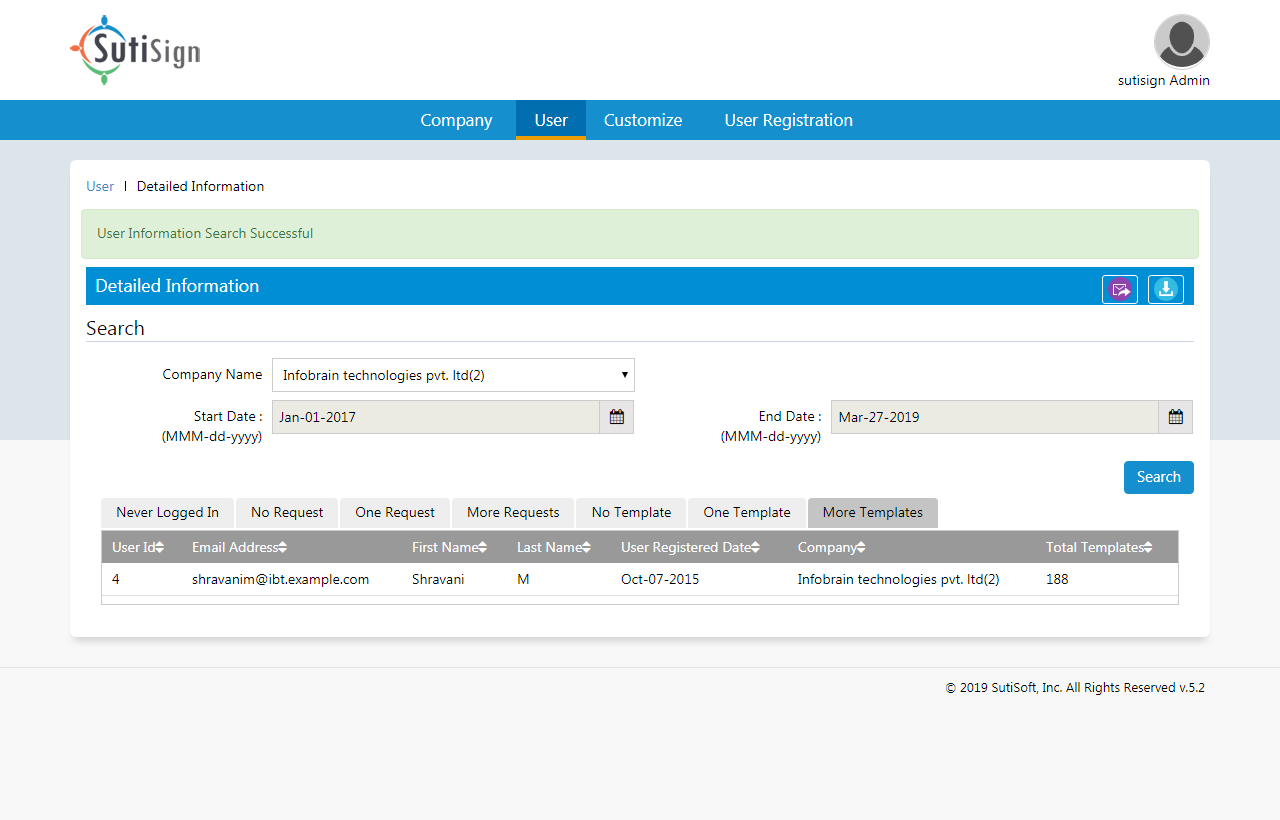 SutiSign
sutisign Admin
Company User Customize User Registration
User | Detailed Information
User Information Search Successful
Detailed Information
Search
Company Name Infobrain technologies pvt. ltd(2)
Start Date : Jan-01-2017 End Date : Mar-27-2019
(MMM-dd-yyyy) (MMM-dd-yyyy)
Search
Never Logged In No Request One Request More Requests No Template One Template More Templates
User Id Email Address First Name Last Name User Registered Date Company Total Templates
4 shravanim@ibt.example.com Shravani M Oct-07-2015 Infobrain technologies pvt. ltd(2) 188
© 2019 SutiSoft, Inc. All Rights Reserved v.5.2